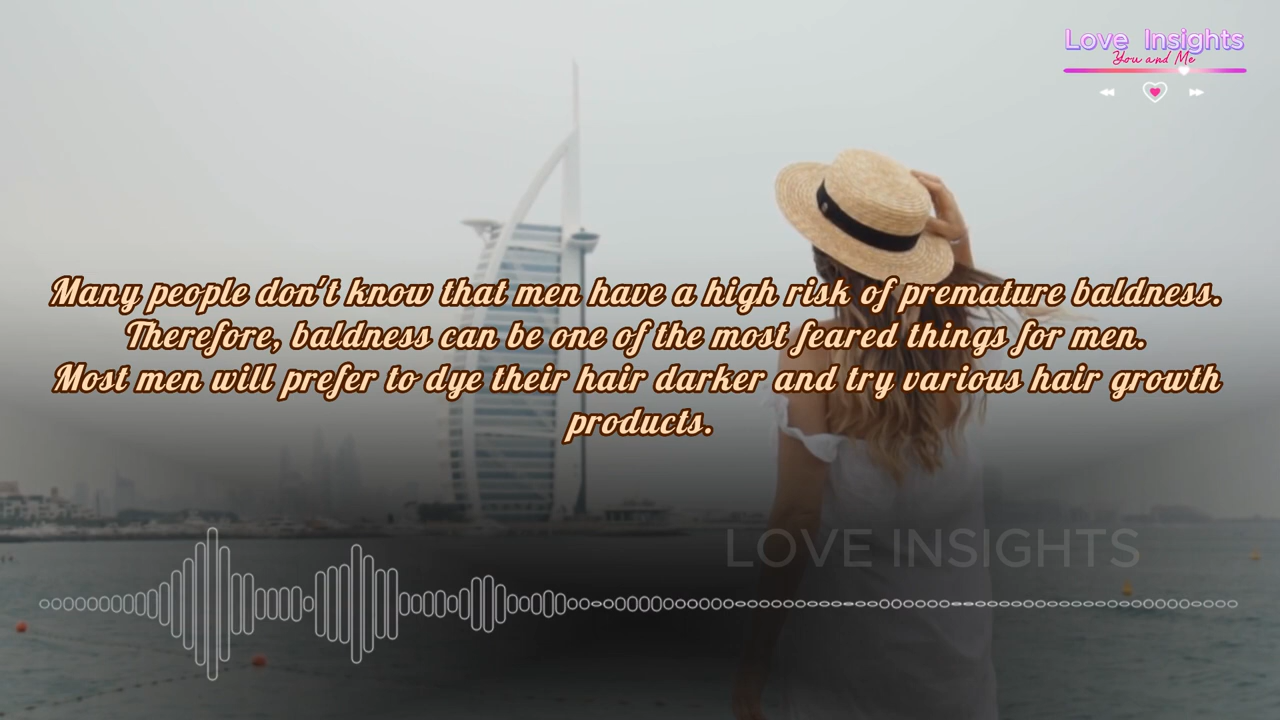 Love Insights
You and Me
Many people don't know that men have a high risk of premature baldness.
Therefore, baldness can be one of the most feared things for men.
Most men will prefer to dye their hair darker and try various hair growth
products.
LOVE INSIGHTS